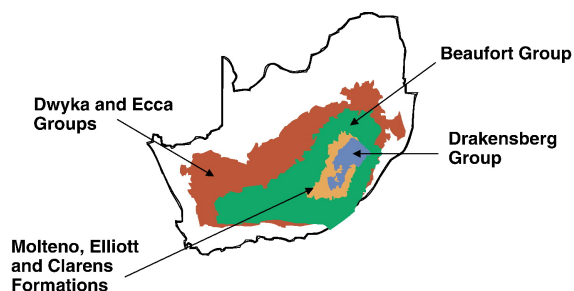 Beaufort Group
Dwyka and Ecca
Groups
Drakensberg
Group
Molteno, Elliott
and Clarens
Formations